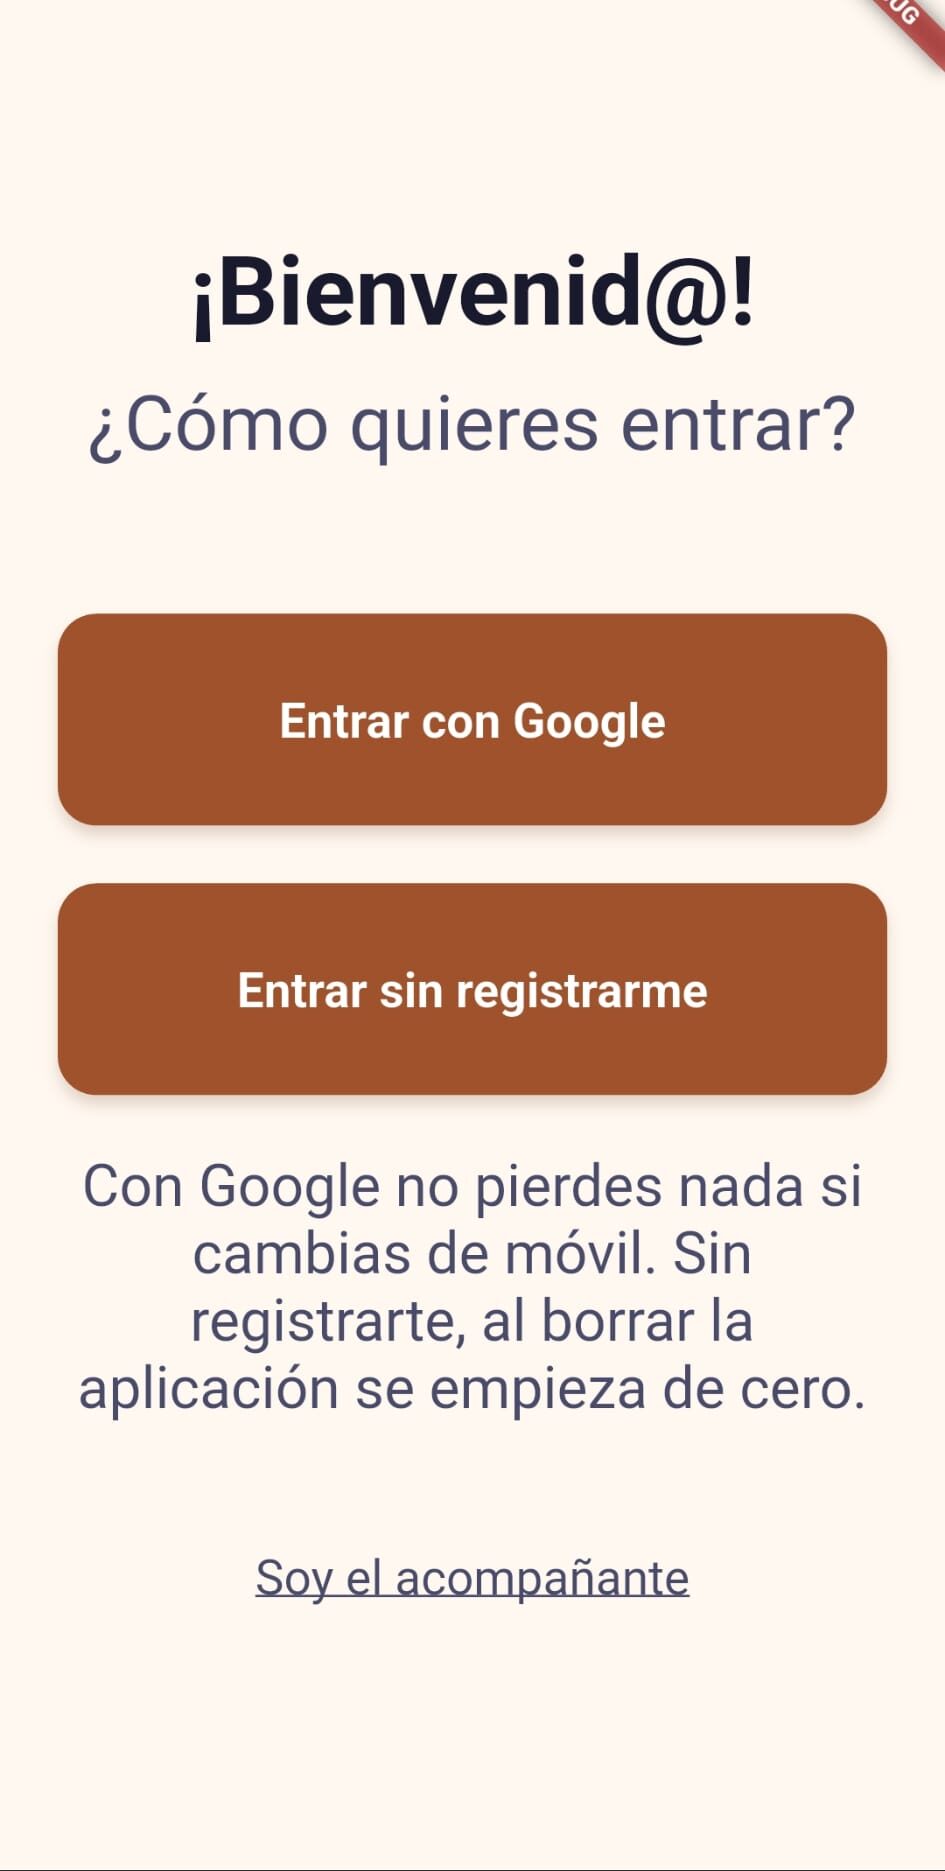 ¡Bienvenid@!
¿Cómo quieres entrar?
Entrar con Google
Entrar sin registrarme
Con Google no pierdes nada si
cambias de móvil. Sin
registrarte, al borrar la
aplicación se empieza de cero.
Soy el acompañante